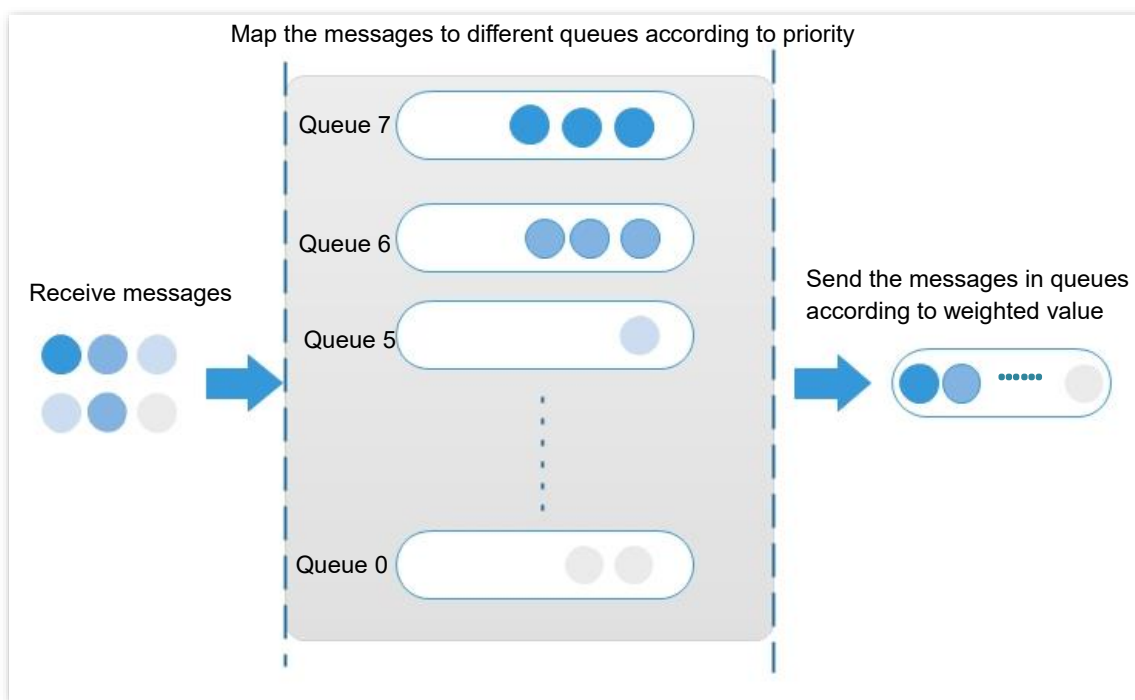 Map the messages to different queues according to priority
Queue 7
Queue 6
Receive messages
Queue 5
Send the messages in queues
according to weighted value
Queue 0